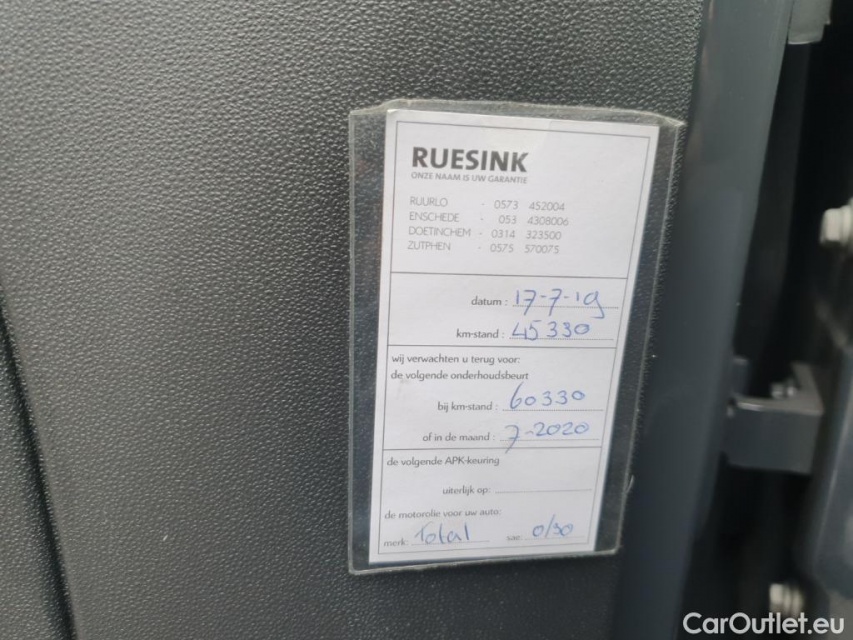 RUESINK
ONZE NAAM IS UW GARANTIE
RUURLO - 0573 452004
ENSCHEDE - 053 4308006
DOETINCHEM - 0314 323500
ZUTPHEN - 0575 570075
datum : 17-7-19
km-stand : 45330
wij verwachten u terug voor:
de volgende onderhoudsbeurt
bij km-stand : 60330
of in de maand : 7-2020
de volgende APK-keuring
uiterlijk op:
de motorolie voor uw auto:
merk: Total sae: 0/30
CarOutlet.eu